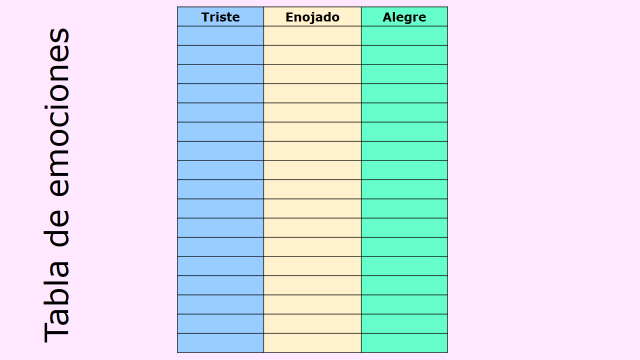 Tabla de emociones
Triste Enojado Alegre